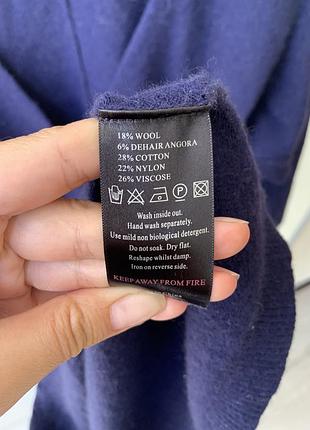 18% WOOL
6% DEHAIR ANGORA
28% COTTON
22% NYLON
26% VISCOSE
P
Wash inside out.
Hand wash separately.
Use mild non biological detergent.
Do not soak. Dry flat.
Reshape whilst damp.
Iron on reverse side.
KEEP AWAY FROM FIRE